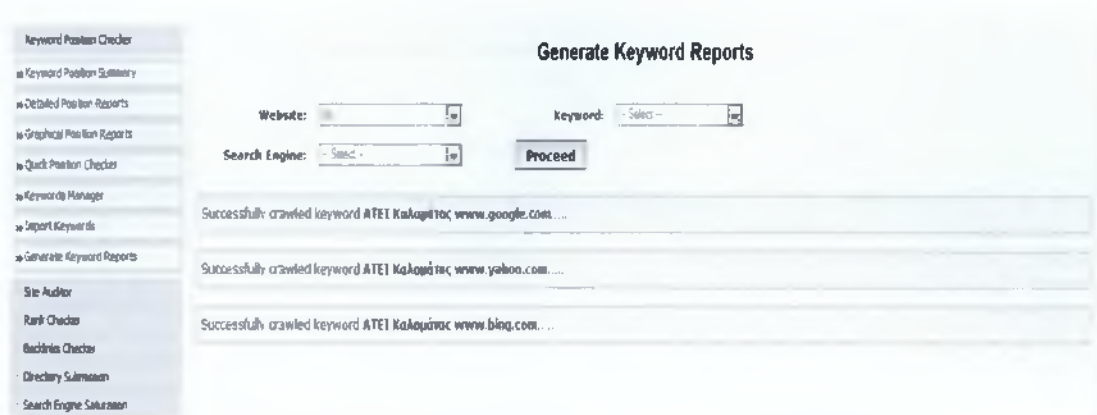 Keyword Position Checker
» Keyword Position Summary
» Detailed Position Reports
» Graphical Position Reports
» Quick Position Checker
» Keywords Manager
» Import Keywords
» Generate Keyword Reports
Site Auditor
Rank Checker
Backlinks Checker
Directory Submission
Search Engine Saturation
Generate Keyword Reports
Website:
Keyword: - Select --
Search Engine: - Select - Proceed
Successfully crawled keyword ΑΤΕΙ Καλαμάτας www.google.com.....
Successfully crawled keyword ΑΤΕΙ Καλαμάτας www.yahoo.com.....
Successfully crawled keyword ΑΤΕΙ Καλαμάτας www.bing.com.....